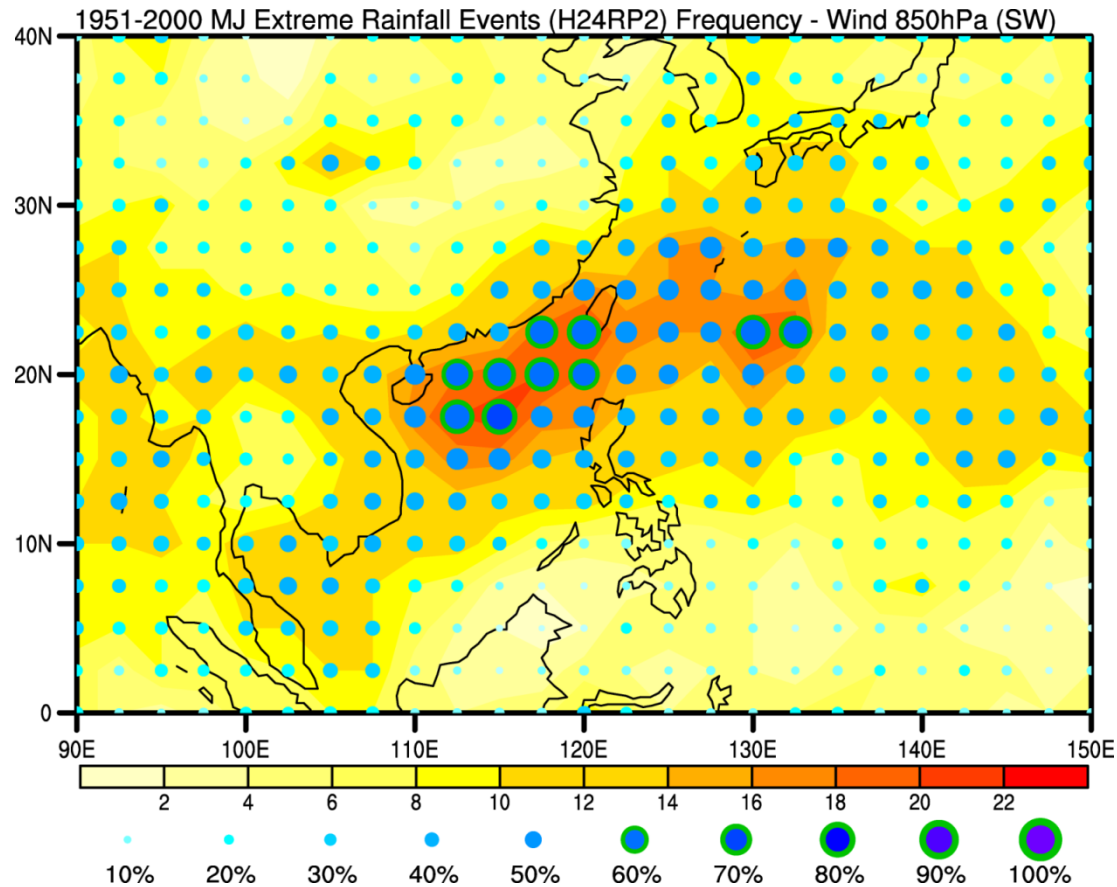 1951-2000 MJ Extreme Rainfall Events (H24RP2) Frequency - Wind 850hPa (SW)
40N
30N
20N
10N
0
90E 100E 110E 120E 130E 140E 150E
2 4 6 8 10 12 14 16 18 20 22
10% 20% 30% 40% 50% 60% 70% 80% 90% 100%